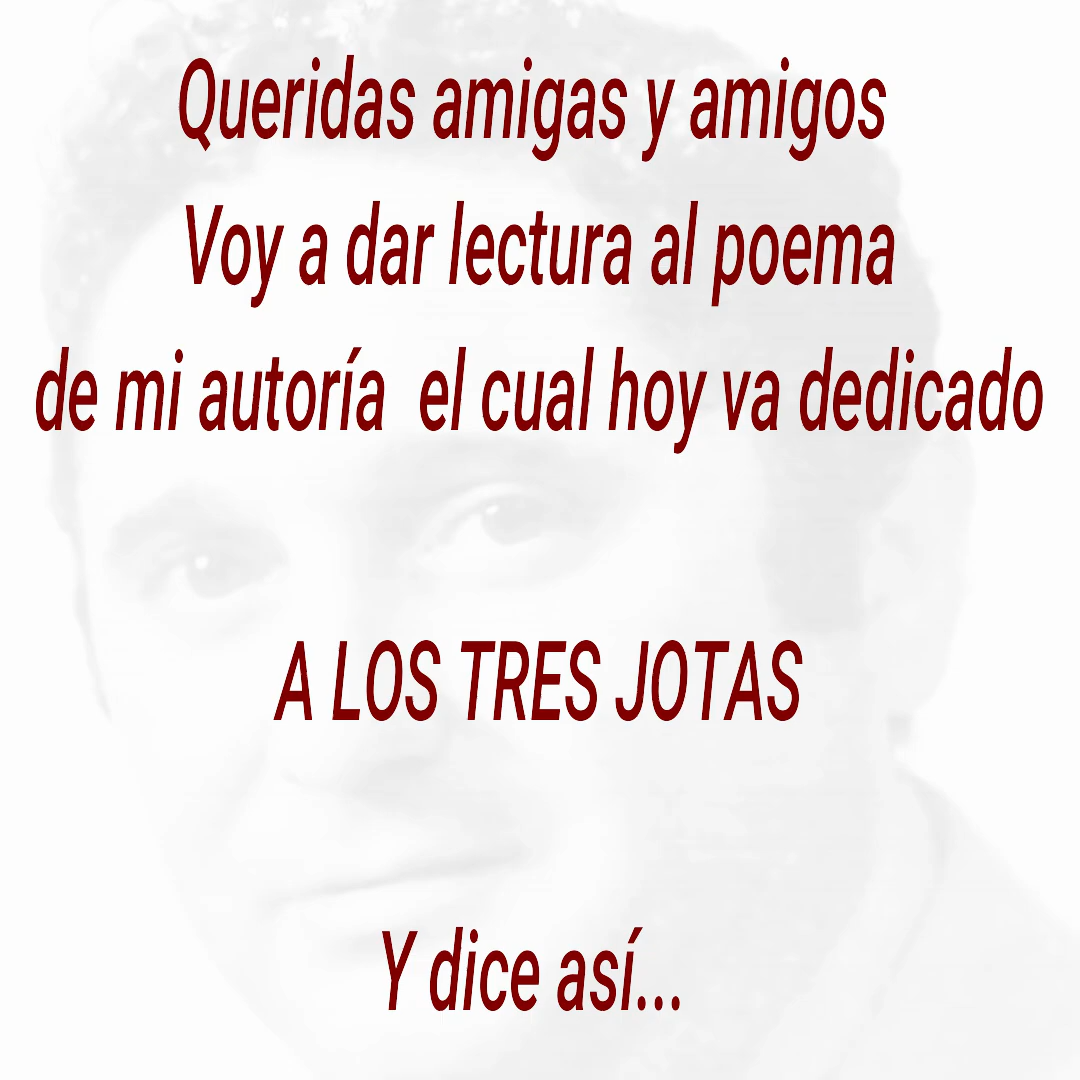 Queridas amigas y amigos
Voy a dar lectura al poema
de mi autoría  el cual hoy va dedicado
A LOS TRES JOTAS
Y dice así...